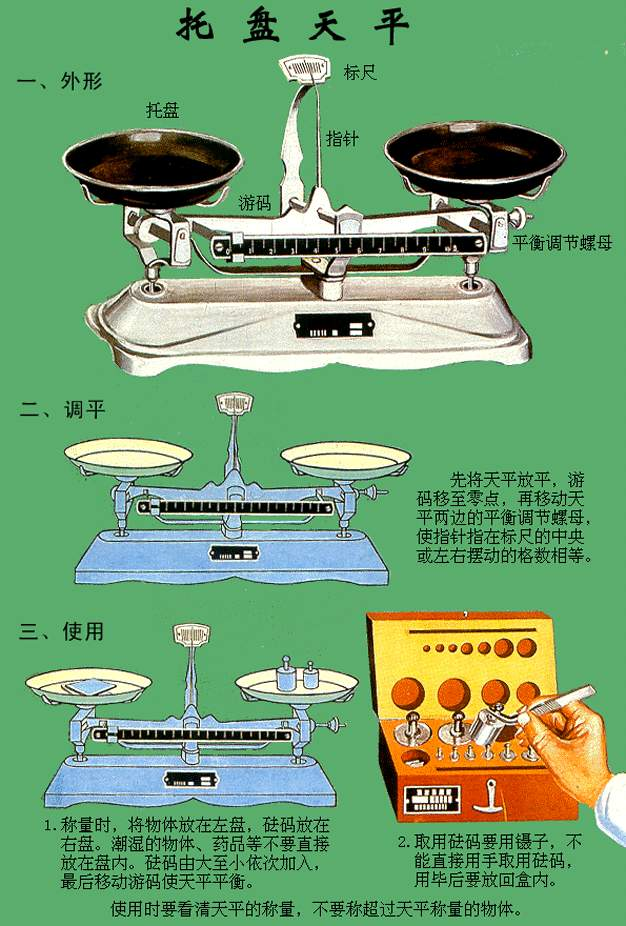 托盘天平
一、外形
标尺
托盘
指针
游码
平衡调节螺母
二、调平
先将天平放平，游
码移至零点，再移动天
平两边的平衡调节螺母，
使指针指在标尺的中央
或左右摆动的格数相等。
三、使用
1.称量时，将物体放在左盘，砝码放在
右盘。潮湿的物体、药品等不要直接
放在盘内。砝码由大至小依次加入，
最后移动游码使天平平衡。
2.取用砝码要用镊子，不
能直接用手取用砝码，
用毕后要放回盒内。
使用时要看清天平的称量，不要称超过天平称量的物体。